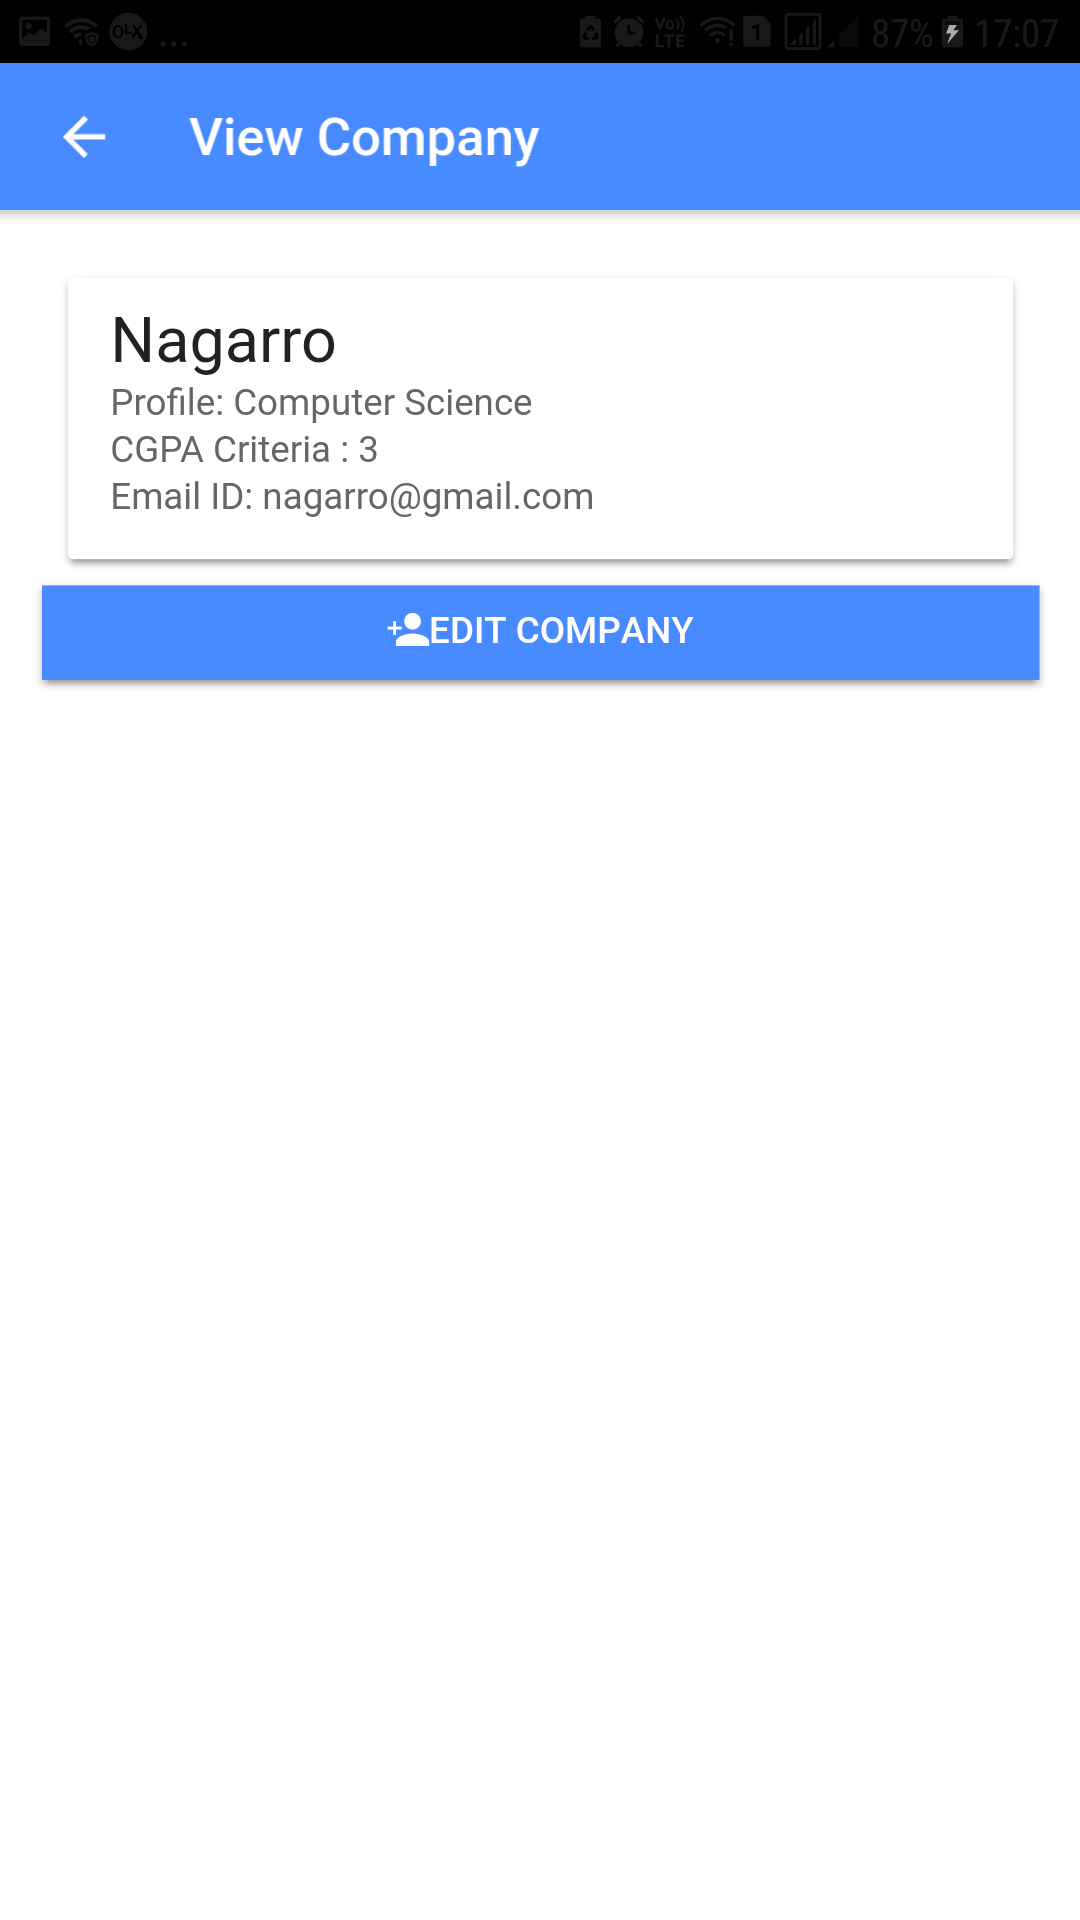 OLX ... Vo)) LTE 1 87% 17:07
View Company
Nagarro
Profile: Computer Science
CGPA Criteria : 3
Email ID: nagarro@gmail.com
EDIT COMPANY